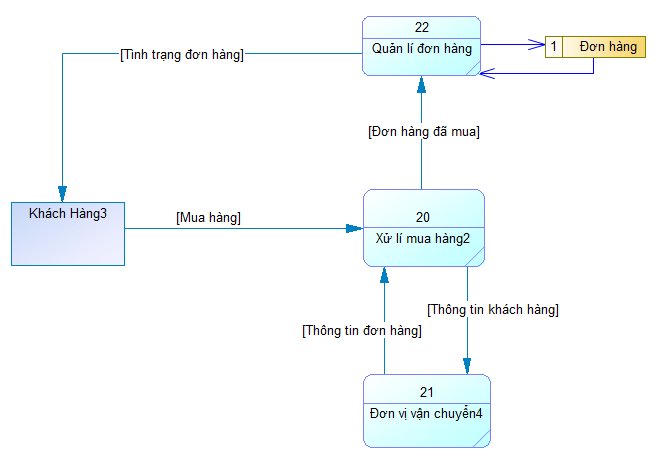 22
Quản lí đơn hàng
1 Đơn hàng
[Tình trạng đơn hàng]
[Đơn hàng đã mua]
Khách Hàng3
[Mua hàng]
20
Xử lí mua hàng2
[Thông tin khách hàng]
[Thông tin đơn hàng]
21
Đơn vị vận chuyển4